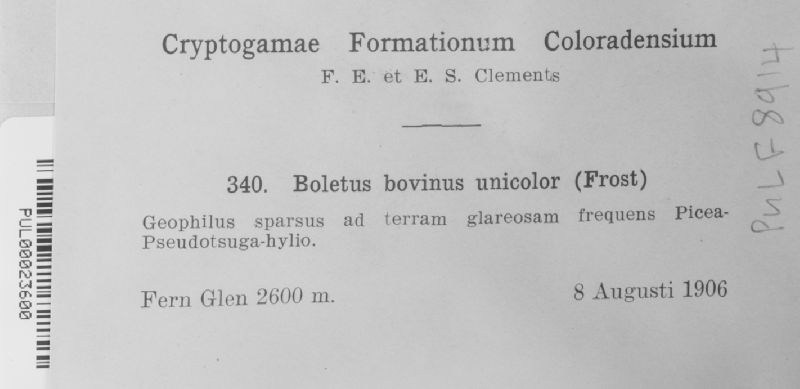 Cryptogamae Formationum Coloradensium
F. E. et E. S. Clements
340. Boletus bovinus unicolor (Frost)
Geophilus sparsus ad terram glareosam frequens Picea-
Pseudotsuga-hylio.
Fern Glen 2600 m.
8 Augusti 1906
PUL F8914
PUL00023600